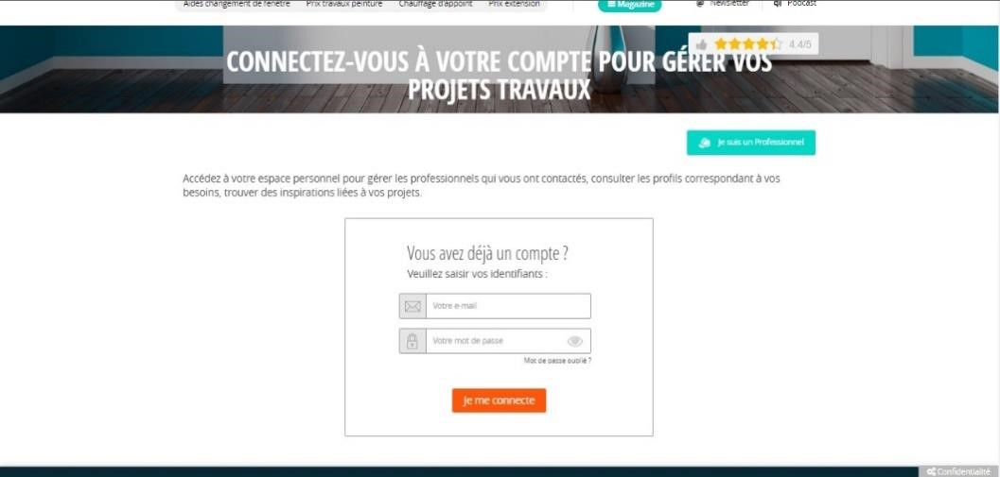 Aides changement de fenêtre Prix travaux peinture Chauffage d'appoint Prix extension Magazine Newsletter Podcast
4.4/5
CONNECTEZ-VOUS À VOTRE COMPTE POUR GÉRER VOS
PROJETS TRAVAUX
Je suis un Professionnel
Accédez à votre espace personnel pour gérer les professionnels qui vous ont contactés, consulter les profils correspondant à vos
besoins, trouver des inspirations liées à vos projets.
Vous avez déjà un compte ?
Veuillez saisir vos identifiants :
Votre e-mail
Votre mot de passe
Mot de passe oublié ?
Je me connecte
Confidentialité